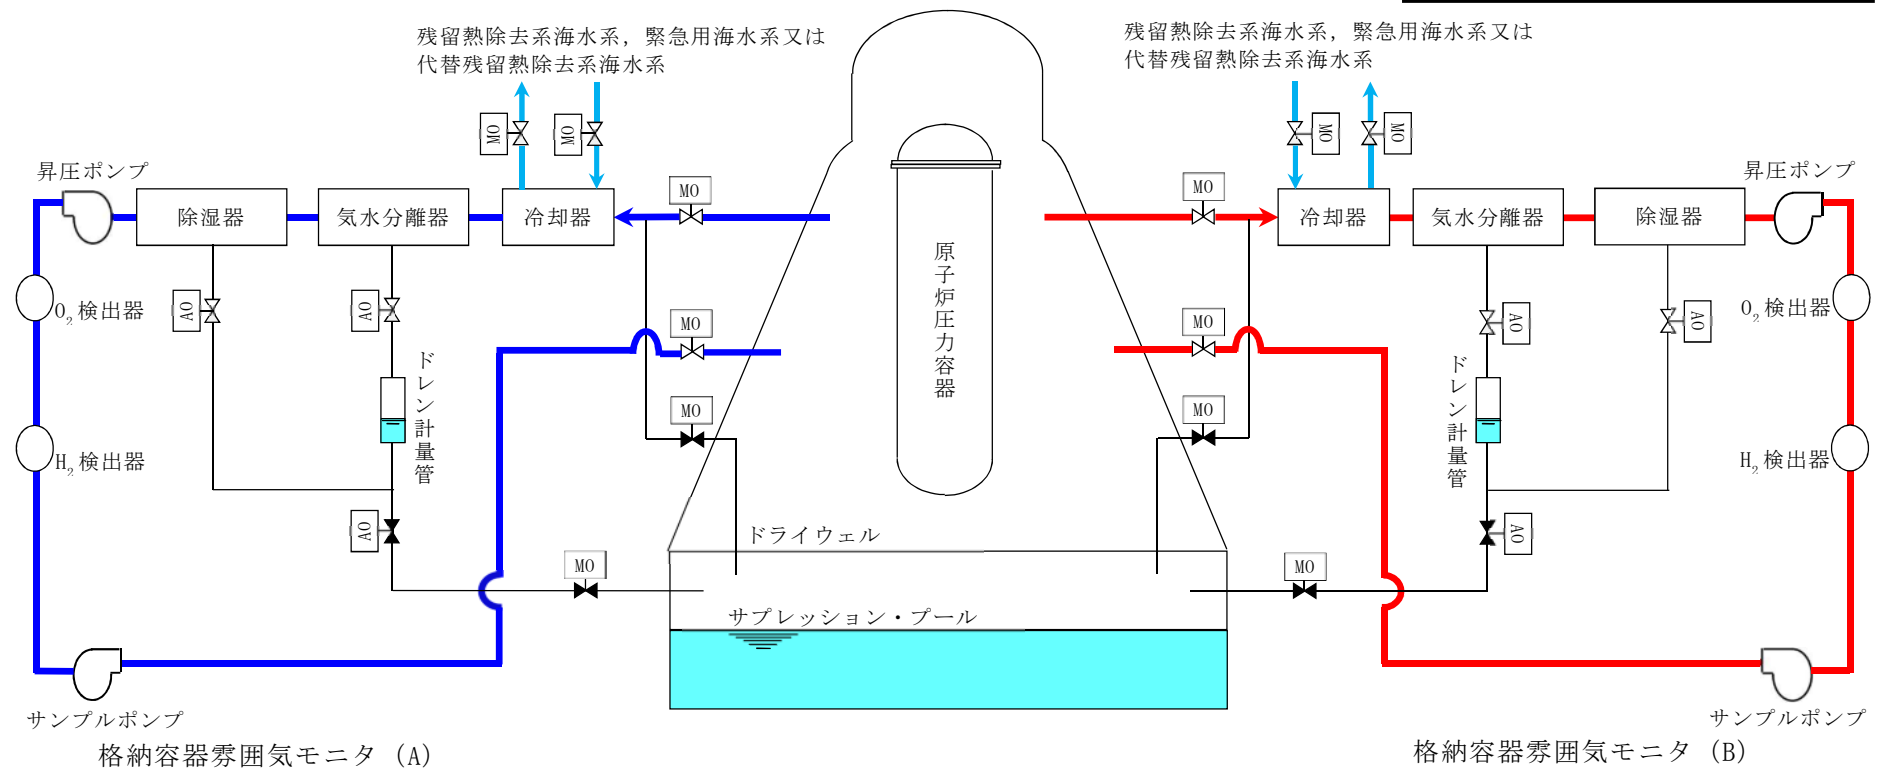 残留熱除去系海水系，緊急用海水系又は
代替残留熱除去系海水系
残留熱除去系海水系，緊急用海水系又は
代替残留熱除去系海水系
MO
MO
MO
MO
昇圧ポンプ
除湿器
気水分離器
冷却器
MO
MO
冷却器
気水分離器
除湿器
昇圧ポンプ
原子炉圧力容器
O₂検出器
AO
AO
MO
MO
AO
AO
O₂検出器
ドレン計量管
MO
MO
ドレン計量管
H₂検出器
H₂検出器
AO
ドライウェル
AO
MO
MO
サプレッション・プール
サンプルポンプ
サンプルポンプ
格納容器雰囲気モニタ（A）
格納容器雰囲気モニタ（B）